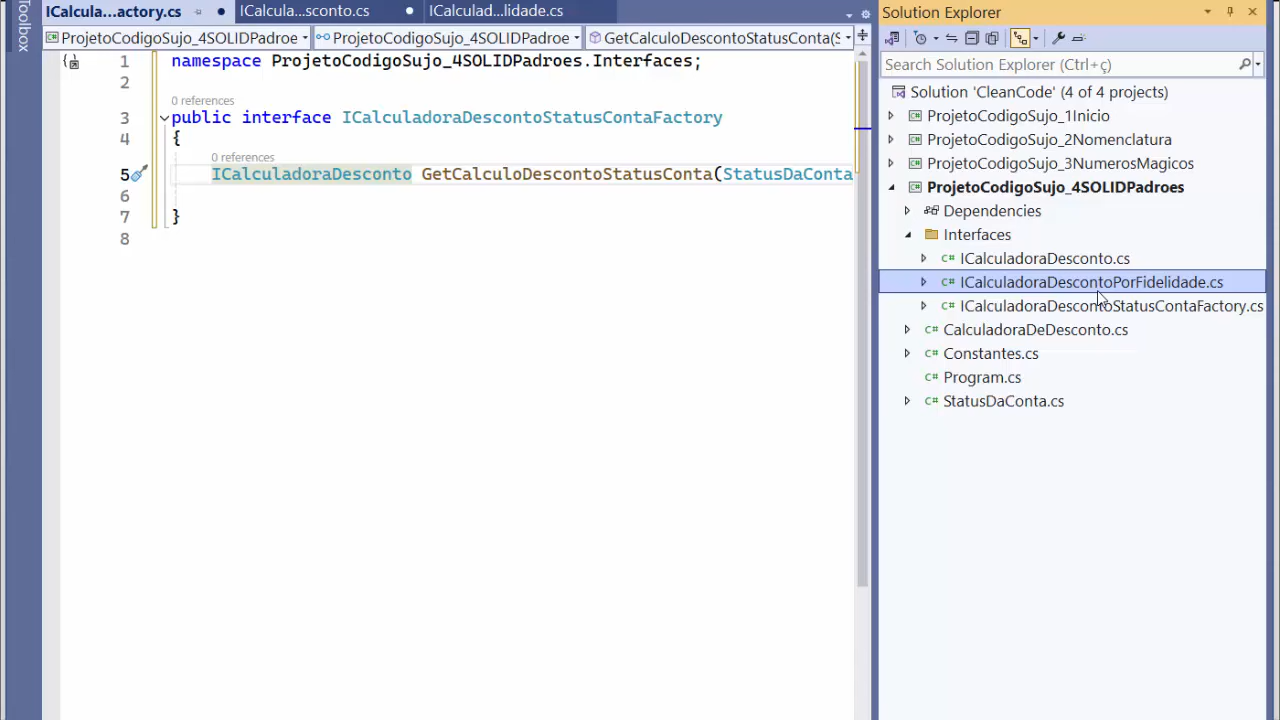 Toolbox
ICalcula...actory.cs
ICalcula...sconto.cs
ICalculad...lidade.cs
ProjetoCodigoSujo_4SOLIDPadroe
ProjetoCodigoSujo_4SOLIDPadroe
GetCalculoDescontoStatusConta(S
1 namespace ProjetoCodigoSujo_4SOLIDPadroes.Interfaces;
2
0 references
3 public interface ICalculadoraDescontoStatusContaFactory
4 {
0 references
5 ICalculadoraDesconto GetCalculoDescontoStatusConta(StatusDaConta
6
7 }
8
Solution Explorer
Search Solution Explorer (Ctrl+ç)
Solution 'CleanCode' (4 of 4 projects)
ProjetoCodigoSujo_1Inicio
ProjetoCodigoSujo_2Nomenclatura
ProjetoCodigoSujo_3NumerosMagicos
ProjetoCodigoSujo_4SOLIDPadroes
Dependencies
Interfaces
C# ICalculadoraDesconto.cs
C# ICalculadoraDescontoPorFidelidade.cs
C# ICalculadoraDescontoStatusContaFactory.cs
C# CalculadoraDeDesconto.cs
C# Constantes.cs
C# Program.cs
C# StatusDaConta.cs